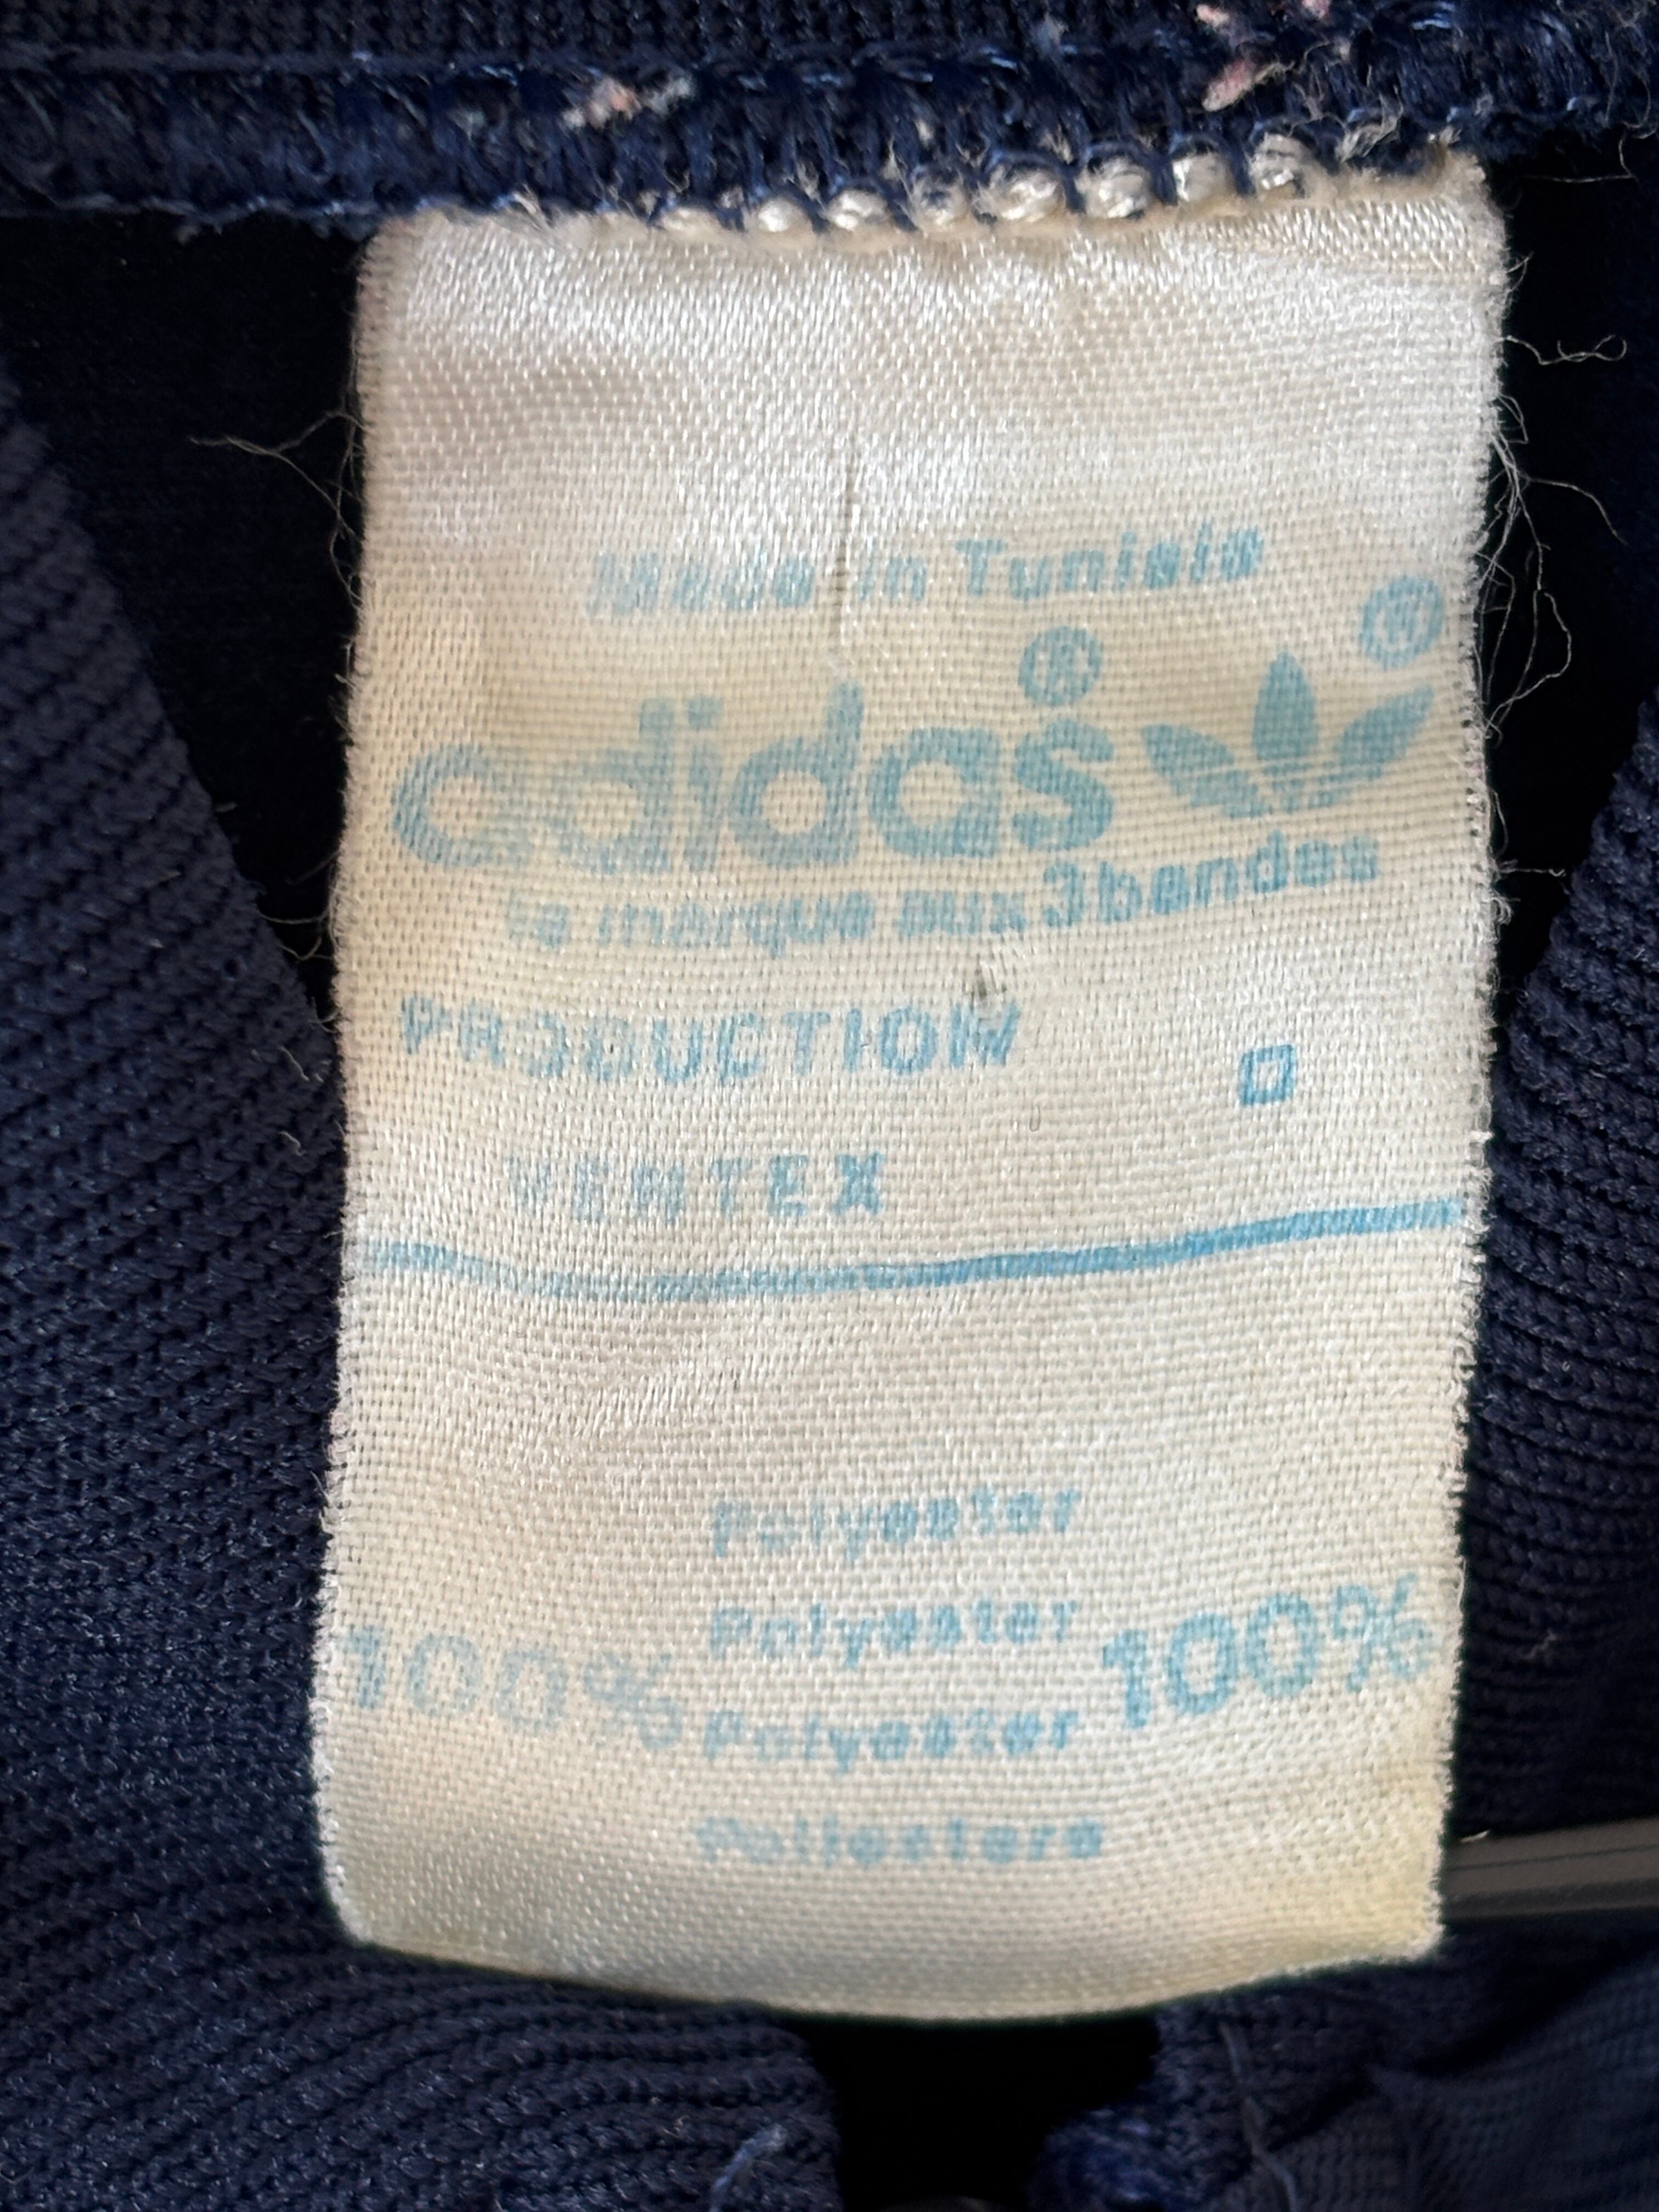 Made in Tunisia
adidas® ®
la marque aux 3 bandes
PRODUCTION
VENTEX
Polyester
Polyester
100% 100%
Polyester
Poliestere